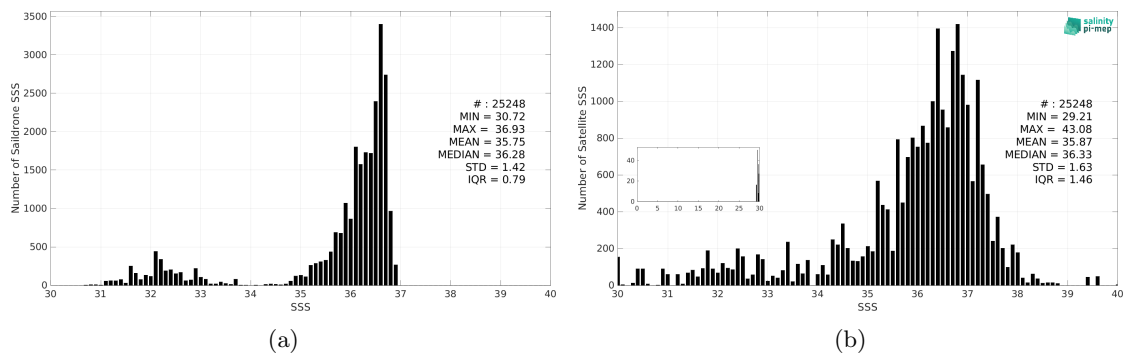 3500
3000
2500
2000
1500
1000
500
0
Number of Saildrone SSS
# : 25248
MIN = 30.72
MAX = 36.93
MEAN = 35.75
MEDIAN = 36.28
STD = 1.42
IQR = 0.79
30 31 32 33 34 35 36 37 38 39 40
SSS
(a)
1400
1200
1000
800
600
400
200
0
Number of Satellite SSS
salinity
pi-mep
# : 25248
MIN = 29.21
MAX = 43.08
MEAN = 35.87
MEDIAN = 36.33
STD = 1.63
IQR = 1.46
40
20
0
0 5 10 15 20 25 30
30 31 32 33 34 35 36 37 38 39 40
SSS
(b)